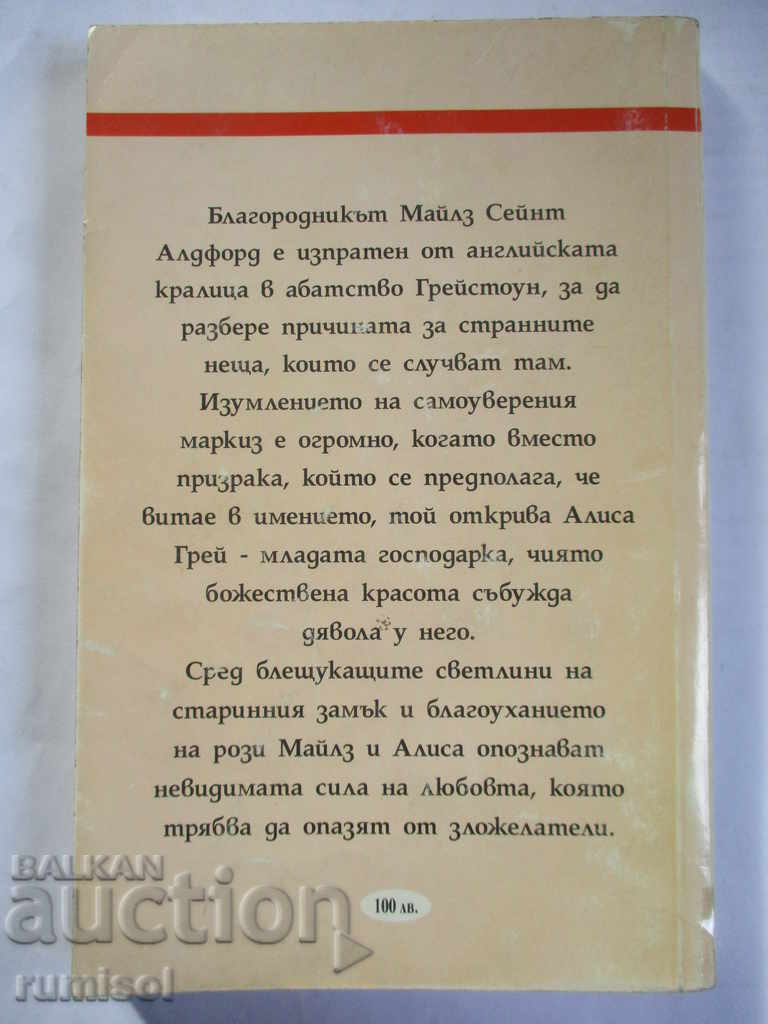 Благородникът Майлз Сейнт
Алдфорд е изпратен от английската
кралица в абатство Грейстоун, за да
разбере причината за странните
неща, които се случват там.
Изумлението на самоуверения
маркиз е огромно, когато вместо
призрака, който се предполага, че
витае в имението, той открива Алиса
Грей - младата господарка, чиято
божествена красота събужда
дявола у него.
Сред блещукащите светлини на
старинния замък и благоуханието
на рози Майлз и Алиса опознават
невидимата сила на любовта, която
трябва да опазят от зложелатели.
100 лв.
BALKAN
auction
rumisol